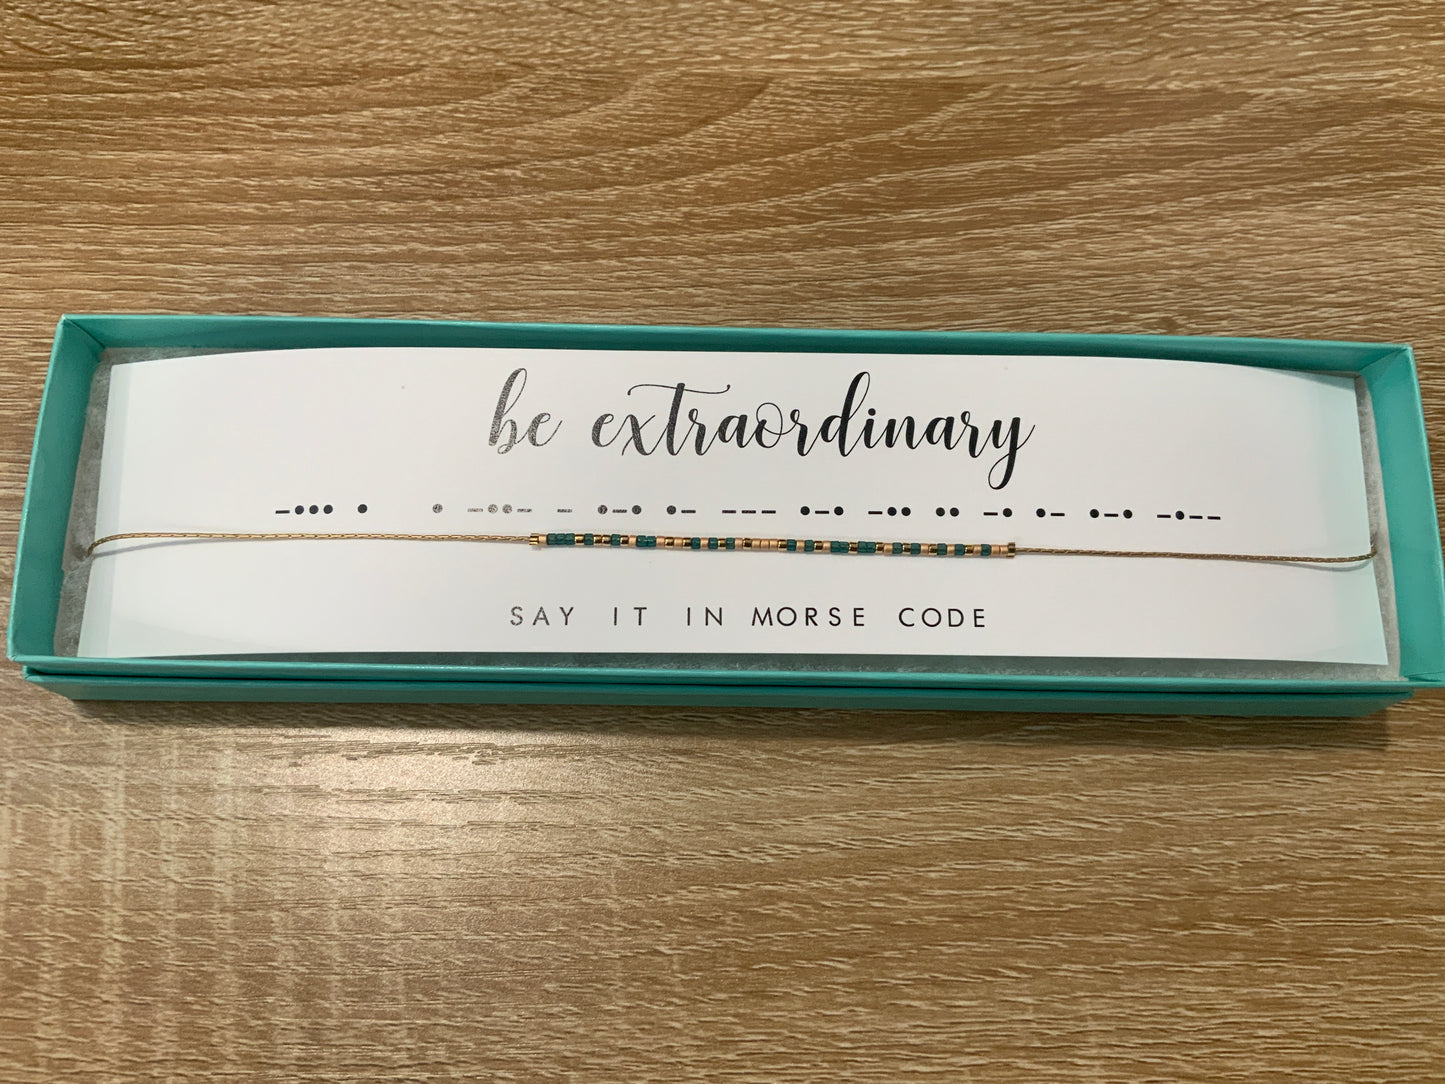 be extraordinary
−●●● ●   ● −●●− − ●−● ●− −−− ●−● −●● ●● −● ●− ●−● −●−−
SAY IT IN MORSE CODE